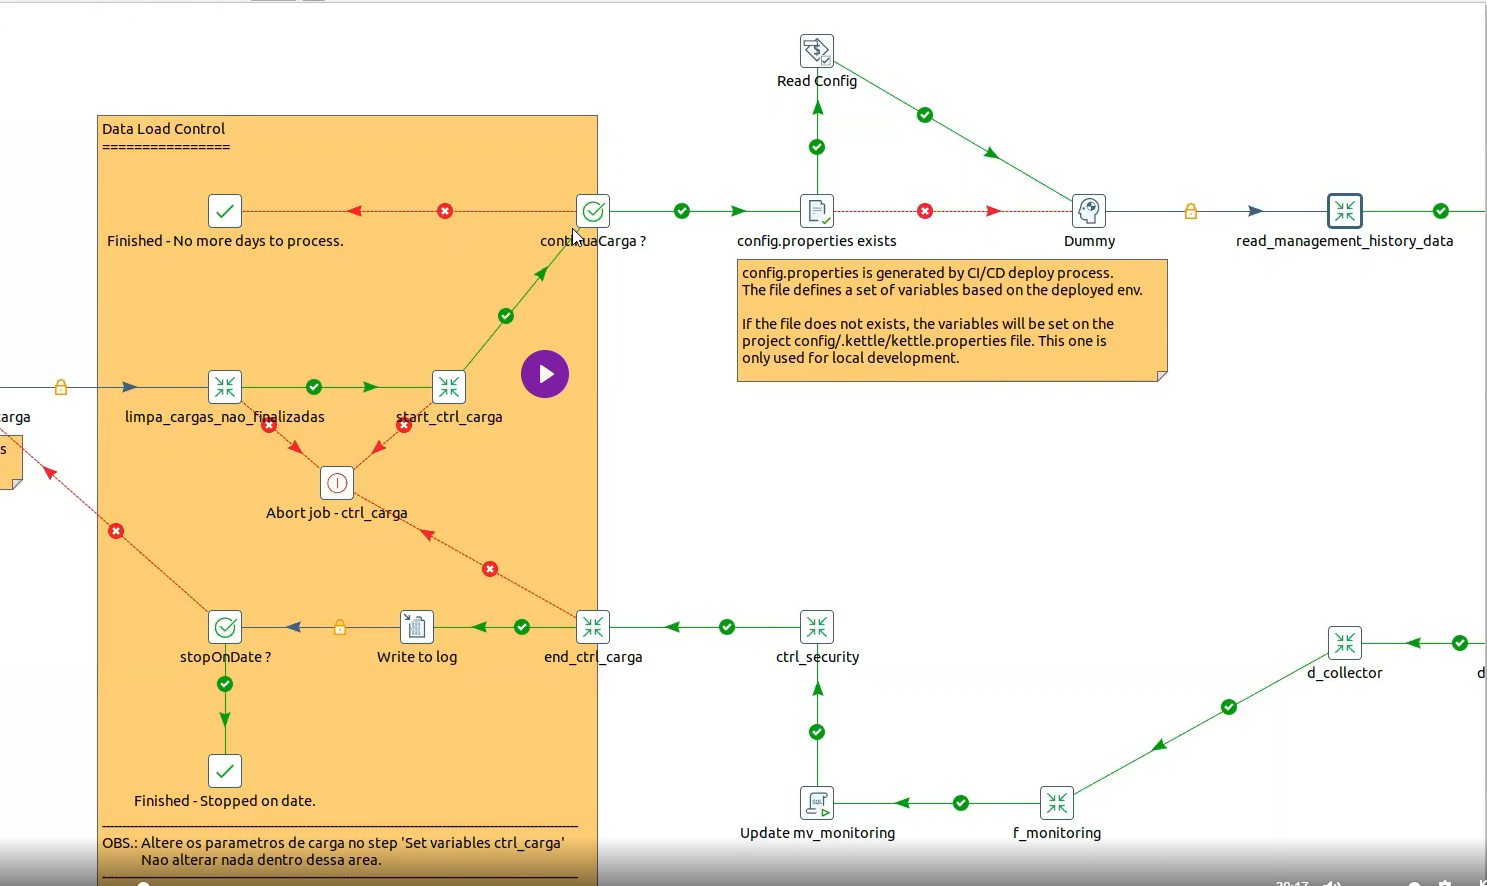 Read Config
Data Load Control
================
Finished - No more days to process.
continuaCarga ?
config.properties exists
Dummy
read_management_history_data
config.properties is generated by CI/CD deploy process.
The file defines a set of variables based on the deployed env.
If the file does not exists, the variables will be set on the
project config/.kettle/kettle.properties file. This one is
only used for local development.
arga
limpa_cargas_nao_finalizadas
start_ctrl_carga
s
Abort job - ctrl_carga
stopOnDate ?
Write to log
end_ctrl_carga
ctrl_security
d_collector
d
Finished - Stopped on date.
Update mv_monitoring
f_monitoring
OBS.: Altere os parametros de carga no step 'Set variables ctrl_carga'
Nao alterar nada dentro dessa area.